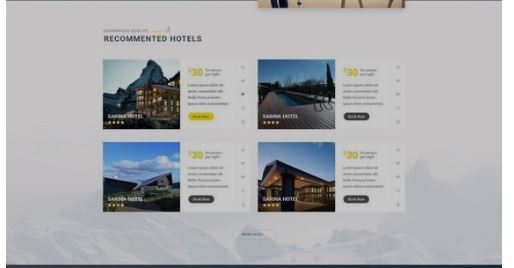 GUARANTEED QUALITY
RECOMMENTED HOTELS
$30 for person
per night
Lorem ipsum dolor sit
amet, consectetur elit
Nulla rhoncus lorem
ipsum dolor consectetuer.
SARINA HOTEL
Book Now
$30 for person
per night
Lorem ipsum dolor sit
amet, consectetur elit
Nulla rhoncus lorem
ipsum dolor consectetuer.
SARINA HOTEL
Book Now
$30 for person
per night
Lorem ipsum dolor sit
amet, consectetur elit
Nulla rhoncus lorem
ipsum dolor consectetuer.
SARINA HOTEL
Book Now
$30 for person
per night
Lorem ipsum dolor sit
amet, consectetur elit
Nulla rhoncus lorem
ipsum dolor consectetuer.
SARINA HOTEL
Book Now
MORE HOTEL